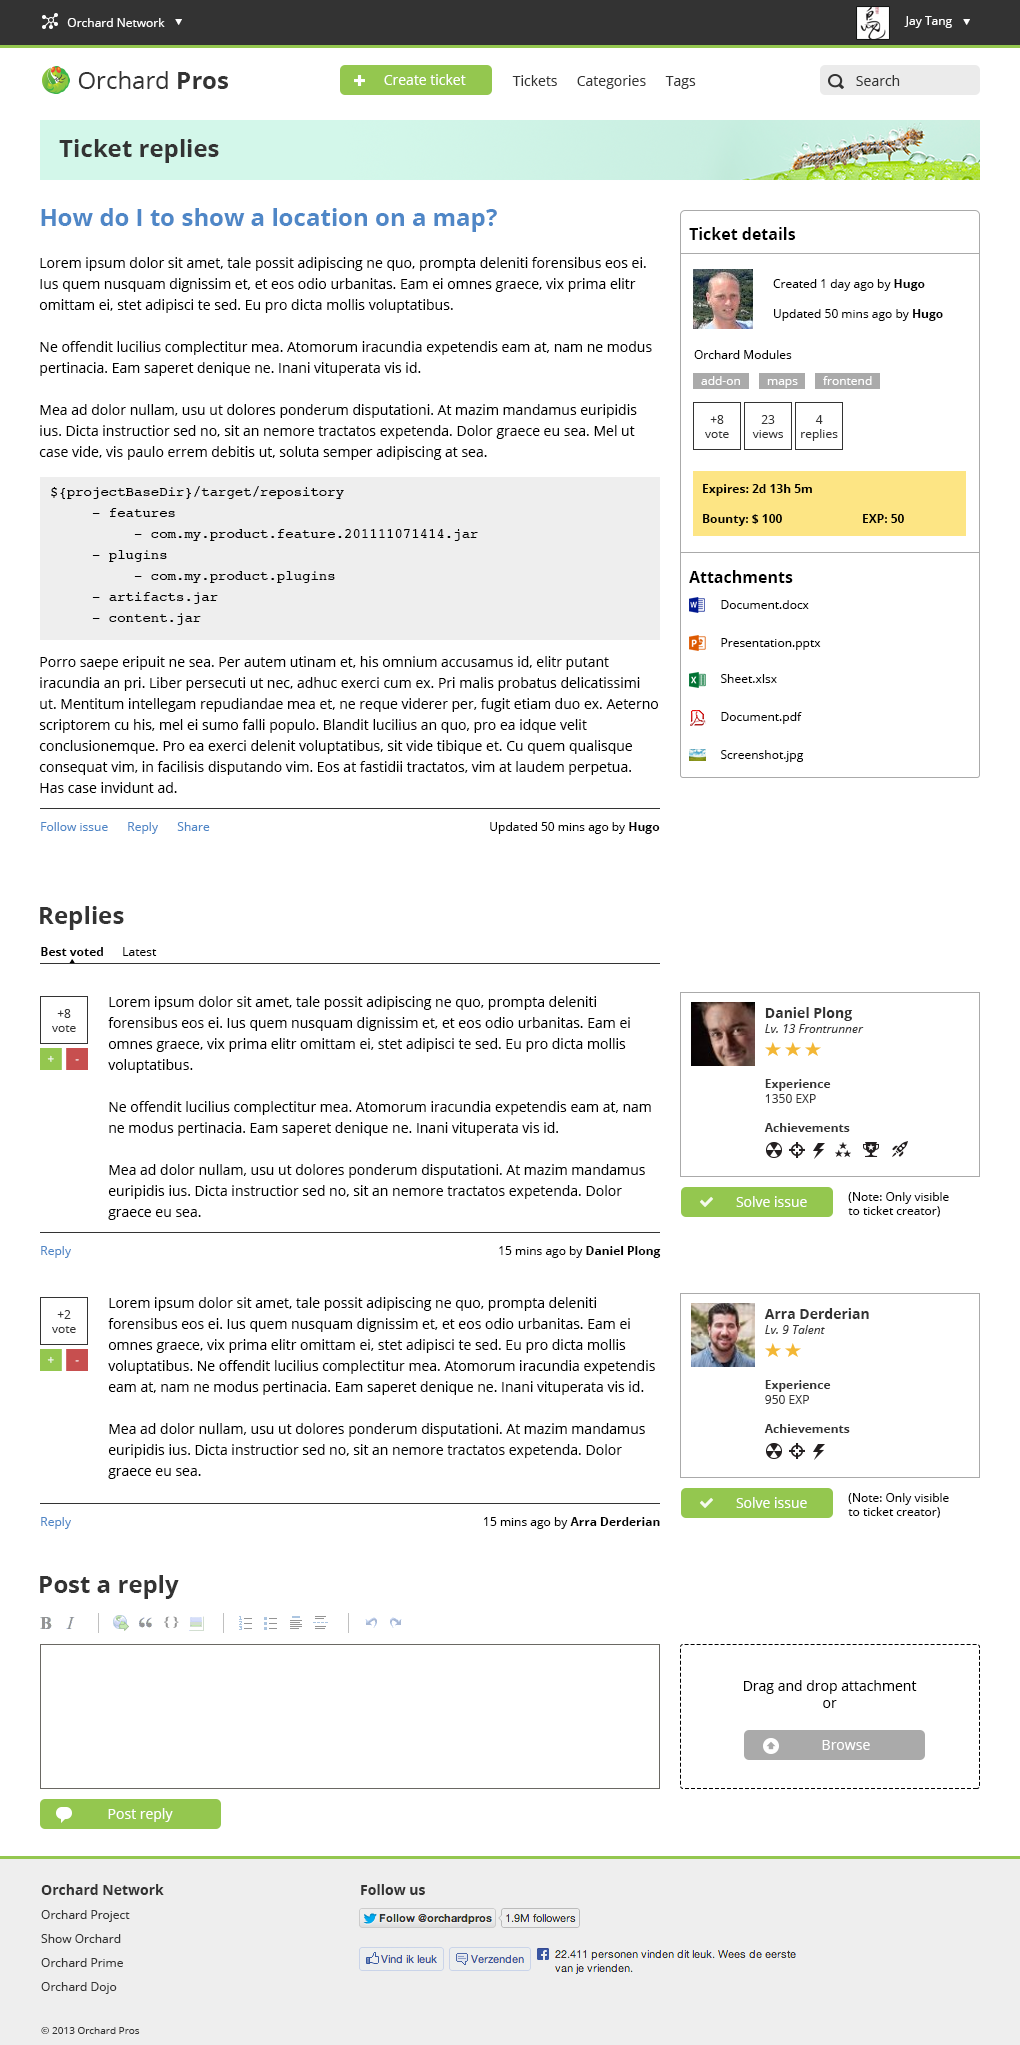 Orchard Network
Jay Tang
Orchard Pros
Create ticket
Tickets Categories Tags
Search
Ticket replies
How do I to show a location on a map?
Lorem ipsum dolor sit amet, tale possit adipiscing ne quo, prompta deleniti forensibus eos ei.
Ius quem nusquam dignissim et, et eos odio urbanitas. Eam ei omnes graece, vix prima elitr
omittam ei, stet adipisci te sed. Eu pro dicta mollis voluptatibus.
Ne offendit lucilius complectitur mea. Atomorum iracundia expetendis eam at, nam ne modus
pertinacia. Eam saperet denique ne. Inani vituperata vis id.
Mea ad dolor nullam, usu ut dolores ponderum disputationi. At mazim mandamus euripidis
ius. Dicta instructior sed no, sit an nemore tractatos expetenda. Dolor graece eu sea. Mel ut
case vide, vis paulo errem debitis ut, soluta semper adipiscing at sea.
${projectBaseDir}/target/repository
- features
- com.my.product.feature.201111071414.jar
- plugins
- com.my.product.plugins
- artifacts.jar
- content.jar
Porro saepe eripuit ne sea. Per autem utinam et, his omnium accusamus id, elitr putant
iracundia an pri. Liber persecuti ut nec, adhuc exerci cum ex. Pri malis probatus delicatissimi
ut. Mentitum intellegam repudiandae mea et, ne reque viderer per, fugit etiam duo ex. Aeterno
scriptorem cu his, mel ei sumo falli populo. Blandit lucilius an quo, pro ea idque velit
conclusionemque. Pro ea exerci delenit voluptatibus, sit vide tibique et. Cu quem qualisque
consequat vim, in facilisis disputando vim. Eos at fastidii tractatos, vim at laudem perpetua.
Has case invidunt ad.
Follow issue Reply Share
Updated 50 mins ago by Hugo
Ticket details
Created 1 day ago by Hugo
Updated 50 mins ago by Hugo
Orchard Modules
add-on maps frontend
+8 vote
23 views
4 replies
Expires: 2d 13h 5m
Bounty: $ 100 EXP: 50
Attachments
Document.docx
Presentation.pptx
Sheet.xlsx
Document.pdf
Screenshot.jpg
Replies
Best voted Latest
+8
vote
+ -
Lorem ipsum dolor sit amet, tale possit adipiscing ne quo, prompta deleniti
forensibus eos ei. Ius quem nusquam dignissim et, et eos odio urbanitas. Eam ei
omnes graece, vix prima elitr omittam ei, stet adipisci te sed. Eu pro dicta mollis
voluptatibus.
Ne offendit lucilius complectitur mea. Atomorum iracundia expetendis eam at, nam
ne modus pertinacia. Eam saperet denique ne. Inani vituperata vis id.
Mea ad dolor nullam, usu ut dolores ponderum disputationi. At mazim mandamus
euripidis ius. Dicta instructior sed no, sit an nemore tractatos expetenda. Dolor
graece eu sea.
Reply
15 mins ago by Daniel Plong
Daniel Plong
Lv. 13 Frontrunner
Experience
1350 EXP
Achievements
Solve issue
(Note: Only visible
to ticket creator)
+2
vote
+ -
Lorem ipsum dolor sit amet, tale possit adipiscing ne quo, prompta deleniti
forensibus eos ei. Ius quem nusquam dignissim et, et eos odio urbanitas. Eam ei
omnes graece, vix prima elitr omittam ei, stet adipisci te sed. Eu pro dicta mollis
voluptatibus. Ne offendit lucilius complectitur mea. Atomorum iracundia expetendis
eam at, nam ne modus pertinacia. Eam saperet denique ne. Inani vituperata vis id.
Mea ad dolor nullam, usu ut dolores ponderum disputationi. At mazim mandamus
euripidis ius. Dicta instructior sed no, sit an nemore tractatos expetenda. Dolor
graece eu sea.
Reply
15 mins ago by Arra Derderian
Arra Derderian
Lv. 9 Talent
Experience
950 EXP
Achievements
Solve issue
(Note: Only visible
to ticket creator)
Post a reply
B I
Drag and drop attachment
or
Browse
Post reply
Orchard Network
Orchard Project
Show Orchard
Orchard Prime
Orchard Dojo
Follow us
Follow @orchardpros 1.9M followers
Vind ik leuk Verzenden
22.411 personen vinden dit leuk. Wees de eerste
van je vrienden.
© 2013 Orchard Pros